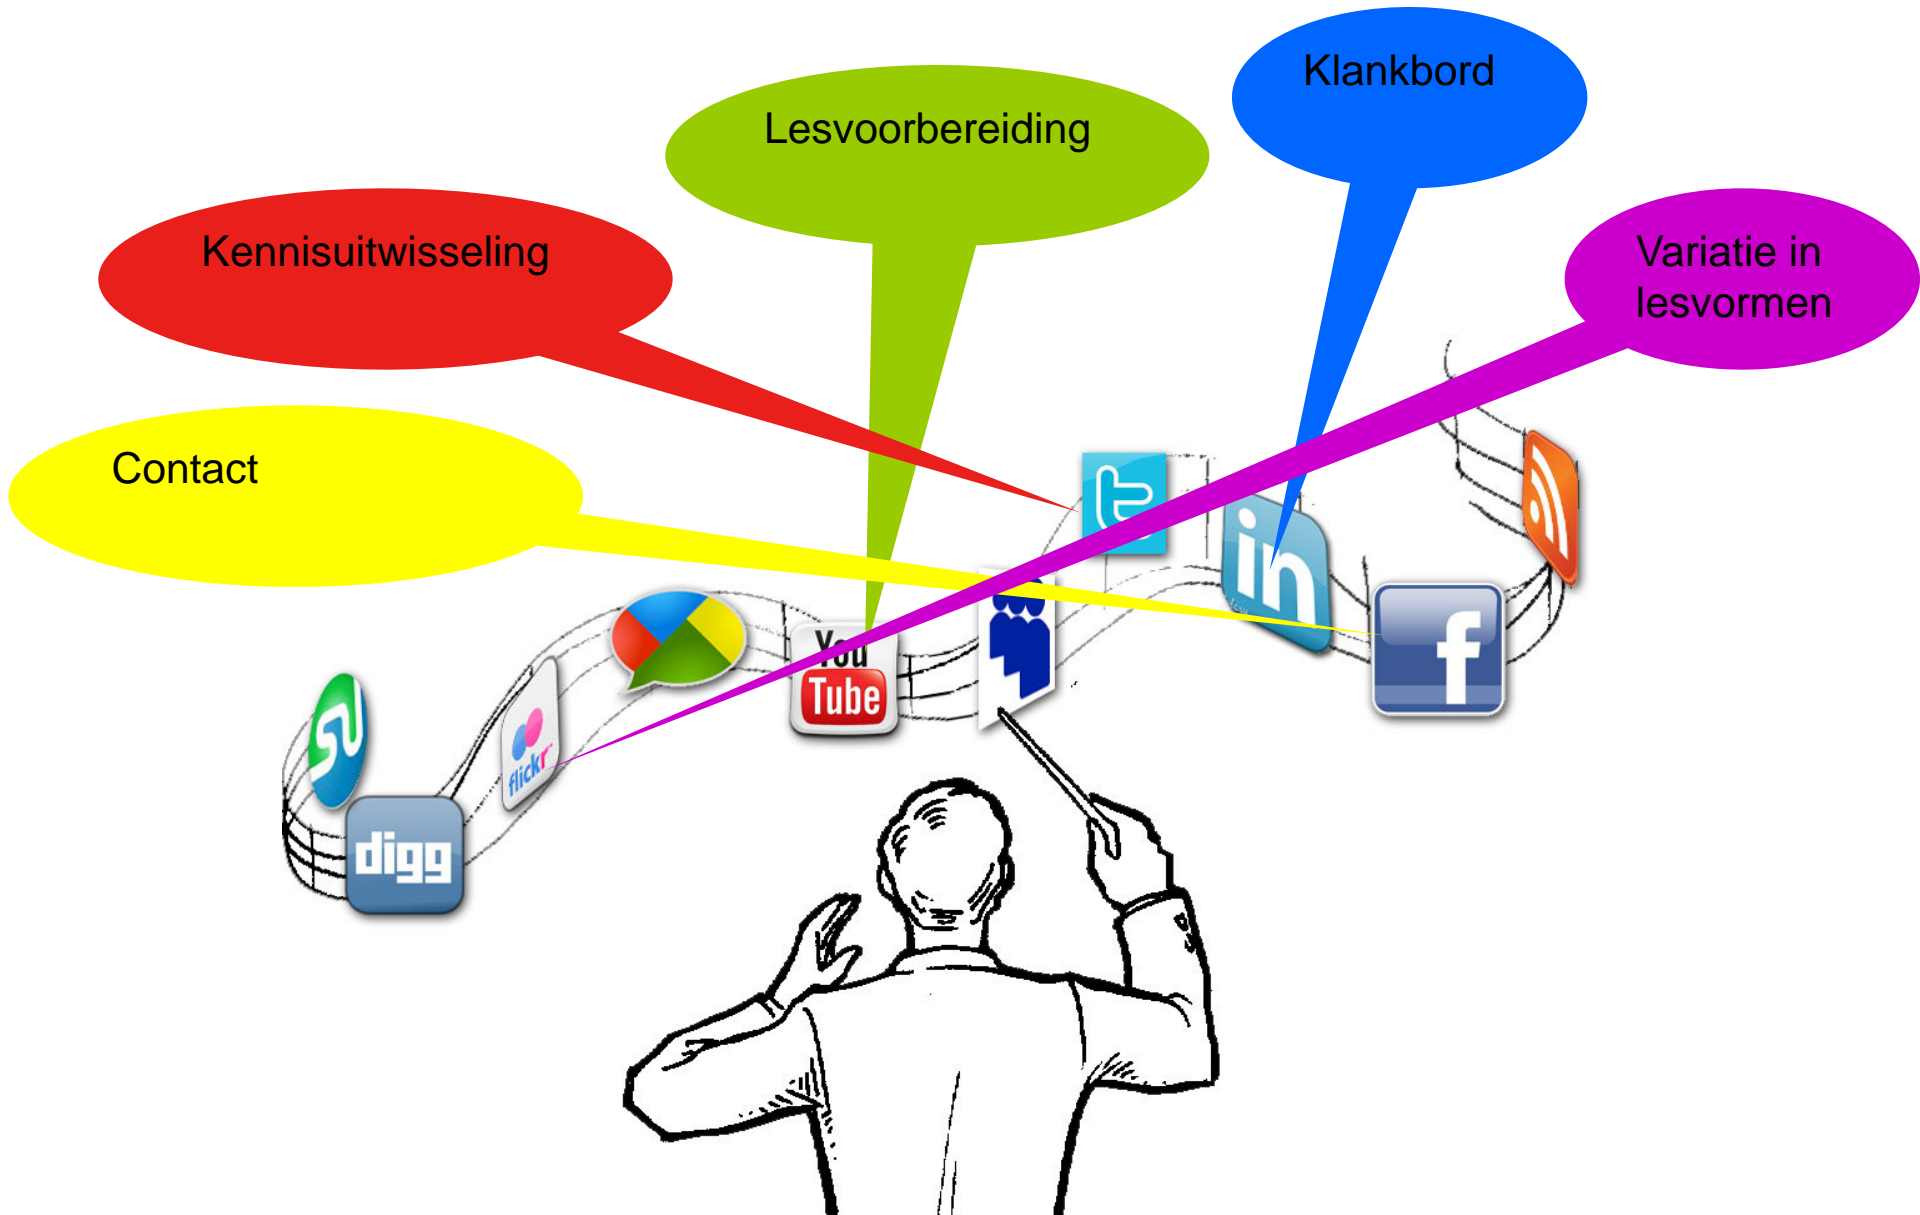 Klankbord
Lesvoorbereiding
Kennisuitwisseling
Variatie in
lesvormen
Contact
in
f
You
Tube
flickr
digg